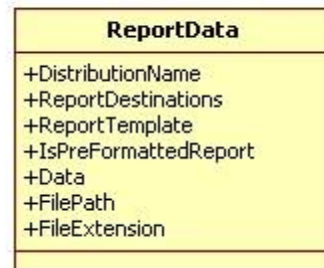 ReportData
+DistributionName
+ReportDestinations
+ReportTemplate
+IsPreFormattedReport
+Data
+FilePath
+FileExtension